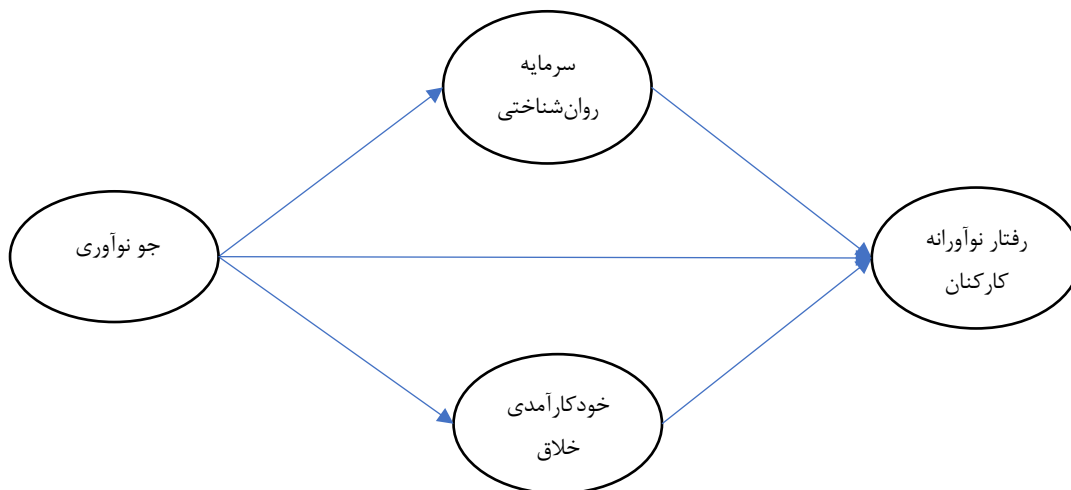 سرمایه
روان‌شناختی
جو نوآوری
رفتار نوآورانه
کارکنان
خودکارآمدی
خلاق